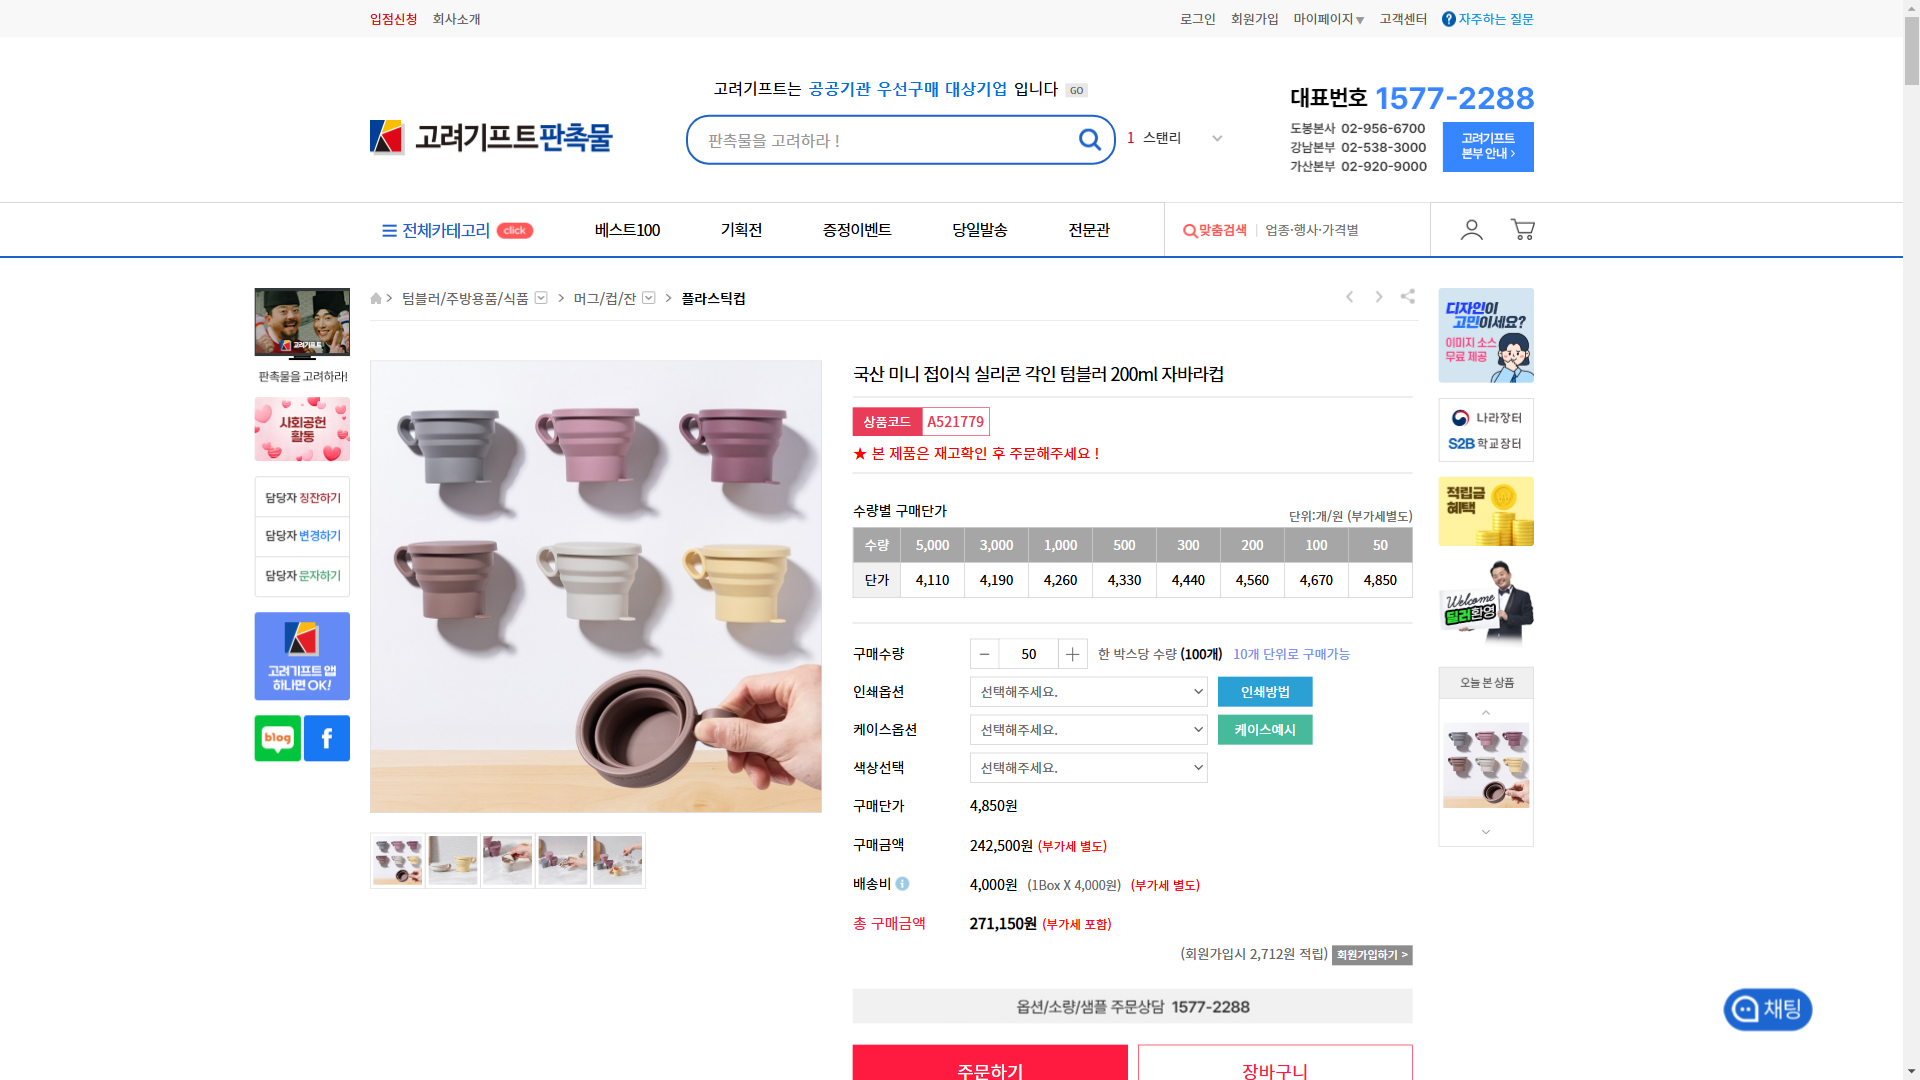 입점신청 회사소개
로그인 회원가입 마이페이지▼ 고객센터 ? 자주하는 질문
고려기프트는 공공기관 우선구매 대상기업 입니다 GO
고려기프트판촉물
판촉물을 고려하라 !
1 스탠리
대표번호 1577-2288
도봉본사 02-956-6700
강남본부 02-538-3000
가산본부 02-920-9000
고려기프트
본부 안내 >
전체카테고리 click
베스트100
기획전
증정이벤트
당일발송
전문관
맞춤검색 | 업종·행사·가격별
고려기프트
판촉물을 고려하라!
사회공헌
활동
담당자 칭찬하기
담당자 변경하기
담당자 문자하기
고려기프트 앱
하나면 OK!
blog
f
> 텀블러/주방용품/식품 > 머그/컵/잔 > 플라스틱컵
국산 미니 접이식 실리콘 각인 텀블러 200ml 자바라컵
상품코드 A521779
★ 본 제품은 재고확인 후 주문해주세요 !
수량별 구매단가
단위:개/원 (부가세별도)
수량 5,000 3,000 1,000 500 300 200 100 50
단가 4,110 4,190 4,260 4,330 4,440 4,560 4,670 4,850
구매수량 − 50 + 한 박스당 수량 (100개) 10개 단위로 구매가능
인쇄옵션 선택해주세요. 인쇄방법
케이스옵션 선택해주세요. 케이스예시
색상선택 선택해주세요.
구매단가 4,850원
구매금액 242,500원 (부가세 별도)
배송비 i 4,000원 (1Box X 4,000원) (부가세 별도)
총 구매금액 271,150원 (부가세 포함)
(회원가입시 2,712원 적립) 회원가입하기 >
옵션/소량/샘플 주문상담 1577-2288
주문하기
장바구니
디자인이
고민이세요?
이미지 소스
무료 제공
나라장터
S2B 학교장터
적립금
혜택
Welcome
딜러환영
오늘 본 상품
채팅